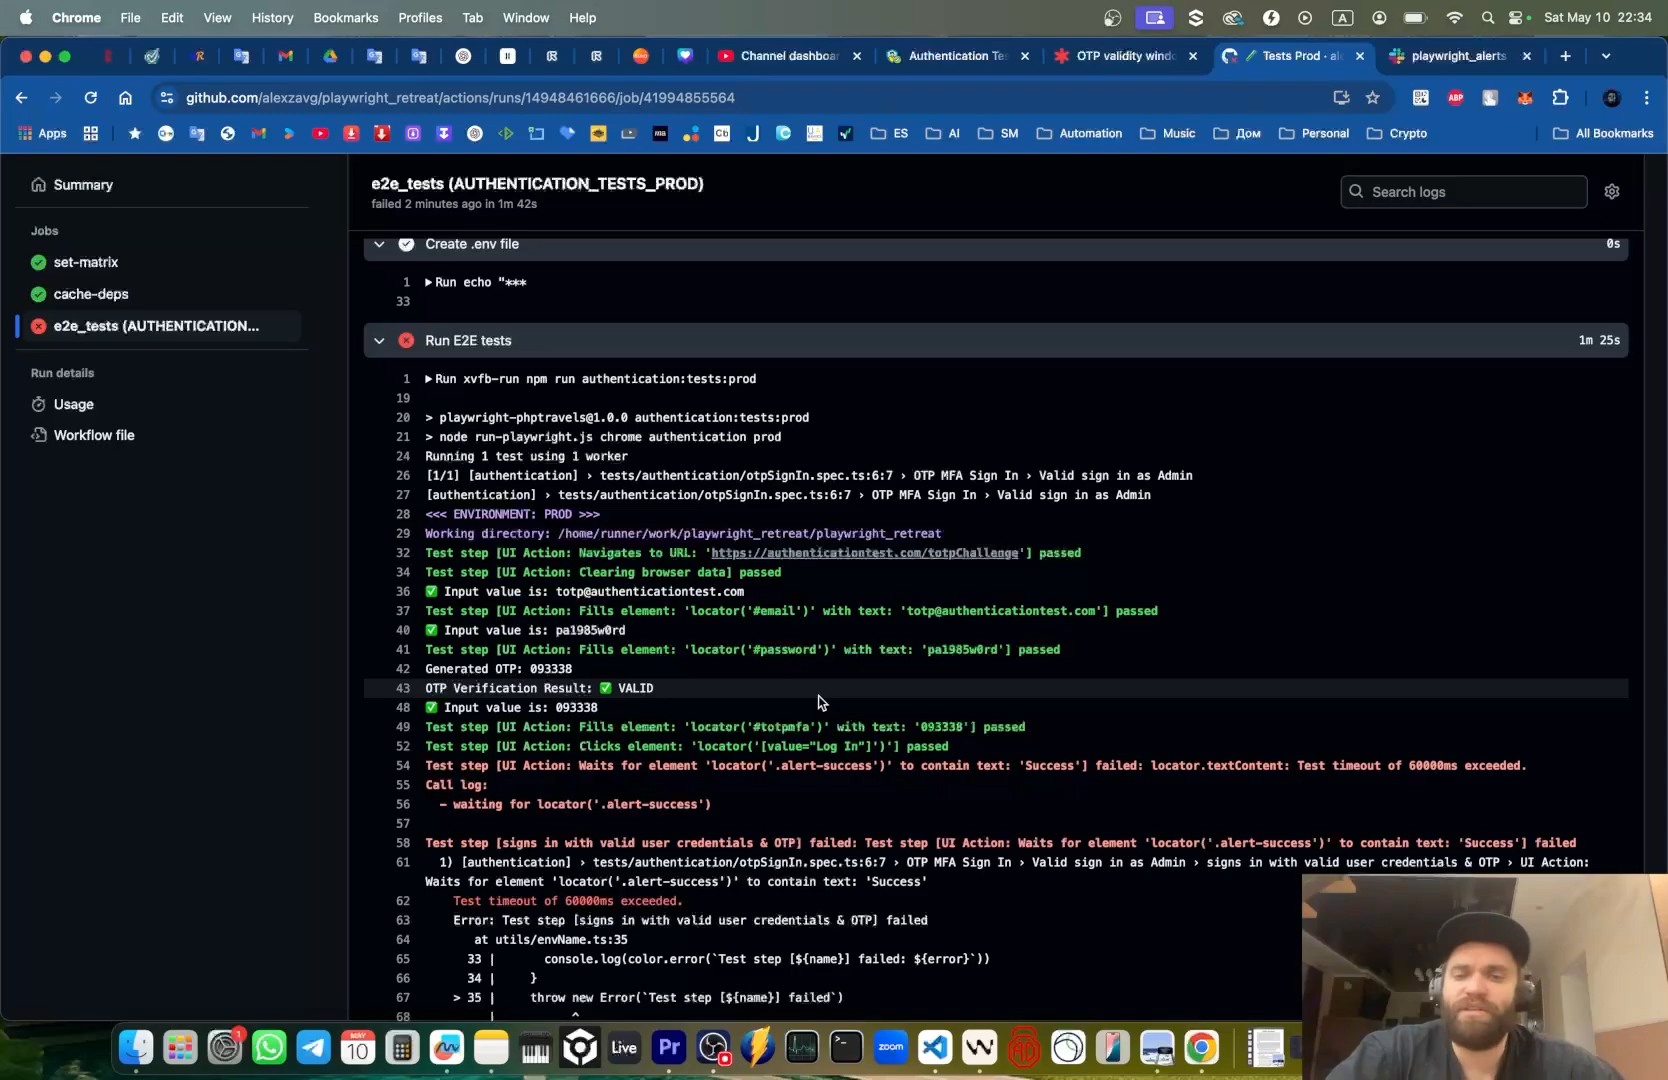 Chrome File Edit View History Bookmarks Profiles Tab Window Help A Sat May 10 22:34
Channel dashboar Authentication Te OTP validity wind Tests Prod · al playwright_alerts
github.com/alexzavg/playwright_retreat/actions/runs/14948461666/job/41994855564 ABP
Apps ma Cb J ES AI SM Automation Music Дом Personal Crypto All Bookmarks
Summary
Jobs
set-matrix
cache-deps
e2e_tests (AUTHENTICATION...
Run details
Usage
Workflow file
e2e_tests (AUTHENTICATION_TESTS_PROD)
failed 2 minutes ago in 1m 42s
Search logs
Create .env file 0s
1 Run echo "***
33
Run E2E tests 1m 25s
1 Run xvfb-run npm run authentication:tests:prod
19
20 > playwright-phptravels@1.0.0 authentication:tests:prod
21 > node run-playwright.js chrome authentication prod
24 Running 1 test using 1 worker
26 [1/1] [authentication] › tests/authentication/otpSignIn.spec.ts:6:7 › OTP MFA Sign In › Valid sign in as Admin
27 [authentication] › tests/authentication/otpSignIn.spec.ts:6:7 › OTP MFA Sign In › Valid sign in as Admin
28 <<< ENVIRONMENT: PROD >>>
29 Working directory: /home/runner/work/playwright_retreat/playwright_retreat
32 Test step [UI Action: Navigates to URL: 'https://authenticationtest.com/totpChallenge'] passed
34 Test step [UI Action: Clearing browser data] passed
36 ✅ Input value is: totp@authenticationtest.com
37 Test step [UI Action: Fills element: 'locator('#email')' with text: 'totp@authenticationtest.com'] passed
40 ✅ Input value is: pa1985w0rd
41 Test step [UI Action: Fills element: 'locator('#password')' with text: 'pa1985w0rd'] passed
42 Generated OTP: 093338
43 OTP Verification Result: ✅ VALID
48 ✅ Input value is: 093338
49 Test step [UI Action: Fills element: 'locator('#totpmfa')' with text: '093338'] passed
52 Test step [UI Action: Clicks element: 'locator('[value="Log In"]')'] passed
54 Test step [UI Action: Waits for element 'locator('.alert-success')' to contain text: 'Success'] failed: locator.textContent: Test timeout of 60000ms exceeded.
55 Call log:
56 - waiting for locator('.alert-success')
57
58 Test step [signs in with valid user credentials & OTP] failed: Test step [UI Action: Waits for element 'locator('.alert-success')' to contain text: 'Success'] failed
61 1) [authentication] › tests/authentication/otpSignIn.spec.ts:6:7 › OTP MFA Sign In › Valid sign in as Admin › signs in with valid user credentials & OTP › UI Action:
Waits for element 'locator('.alert-success')' to contain text: 'Success'
62 Test timeout of 60000ms exceeded.
63 Error: Test step [signs in with valid user credentials & OTP] failed
64 at utils/envName.ts:35
65 33 | console.log(color.error(`Test step [${name}] failed: ${error}`))
66 34 | }
67 > 35 | throw new Error(`Test step [${name}] failed`)
68 | ^
1 MAY 10 Live Pr zoom